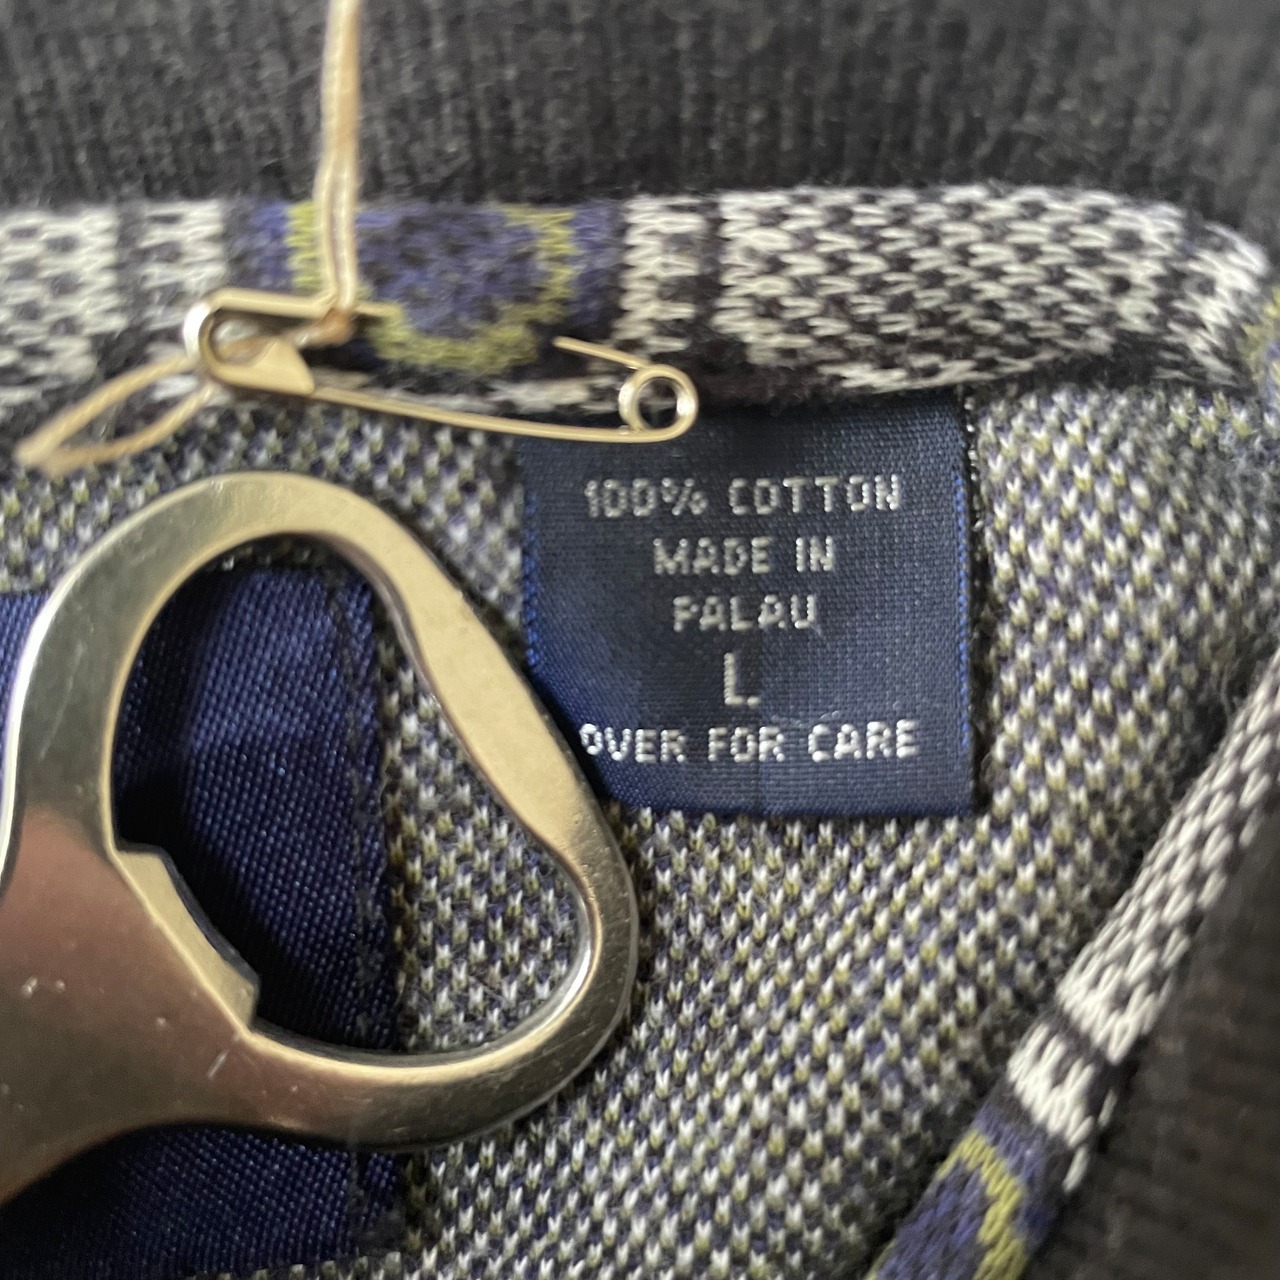 100% COTTON
MADE IN
PALAU
L
OVER FOR CARE